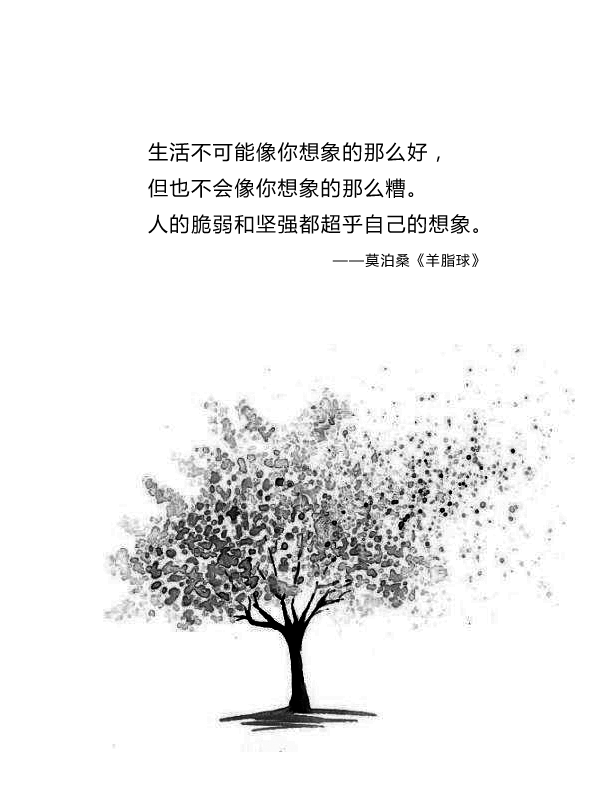 生活不可能像你想象的那么好，
但也不会像你想象的那么糟。
人的脆弱和坚强都超乎自己的想象。
——莫泊桑《羊脂球》